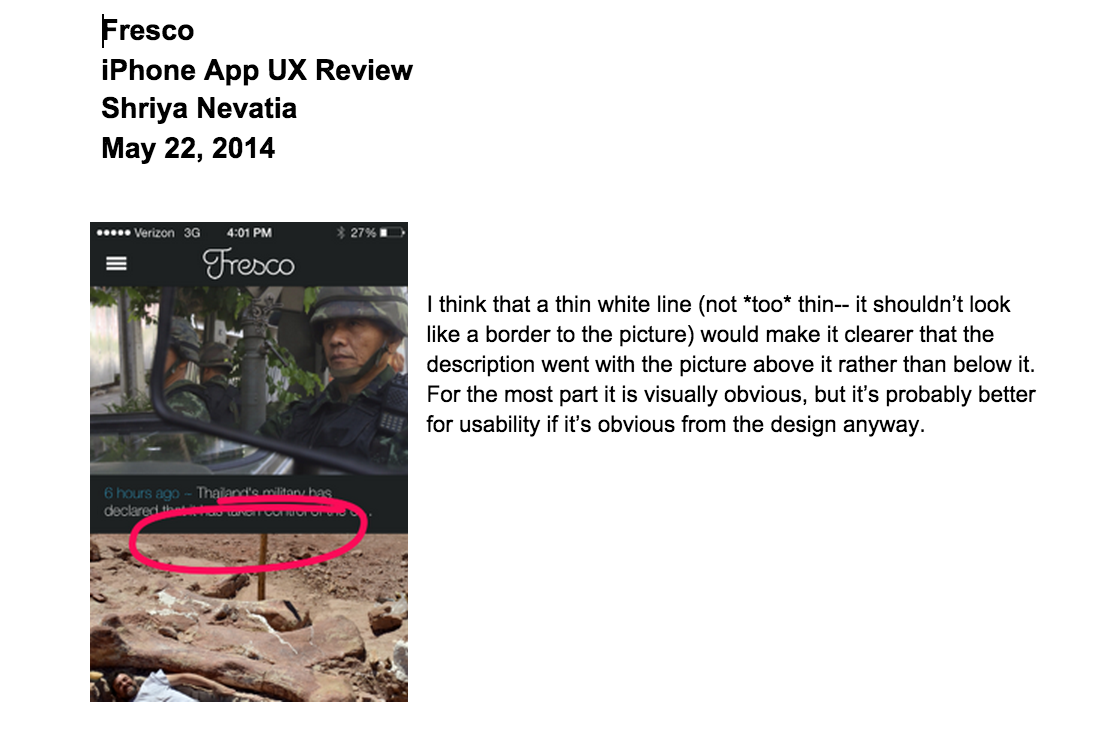 Fresco
iPhone App UX Review
Shriya Nevatia
May 22, 2014
Verizon 3G 4:01 PM 27%
Fresco
6 hours ago – Thailand's military has
declared that it has taken control of the
I think that a thin white line (not *too* thin-- it shouldn’t look
like a border to the picture) would make it clearer that the
description went with the picture above it rather than below it.
For the most part it is visually obvious, but it’s probably better
for usability if it’s obvious from the design anyway.